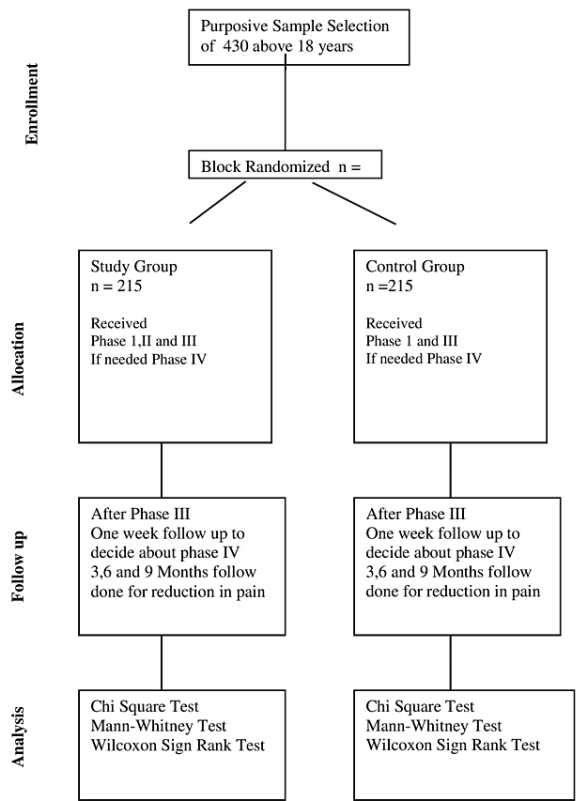 Enrollment
Purposive Sample Selection
of 430 above 18 years
Block Randomized n =
Allocation
Study Group
n = 215
Received
Phase 1,II and III
If needed Phase IV
Control Group
n =215
Received
Phase 1 and III
If needed Phase IV
Follow up
After Phase III
One week follow up to
decide about phase IV
3,6 and 9 Months follow
done for reduction in pain
After Phase III
One week follow up to
decide about phase IV
3,6 and 9 Months follow
done for reduction in pain
Analysis
Chi Square Test
Mann-Whitney Test
Wilcoxon Sign Rank Test
Chi Square Test
Mann-Whitney Test
Wilcoxon Sign Rank Test